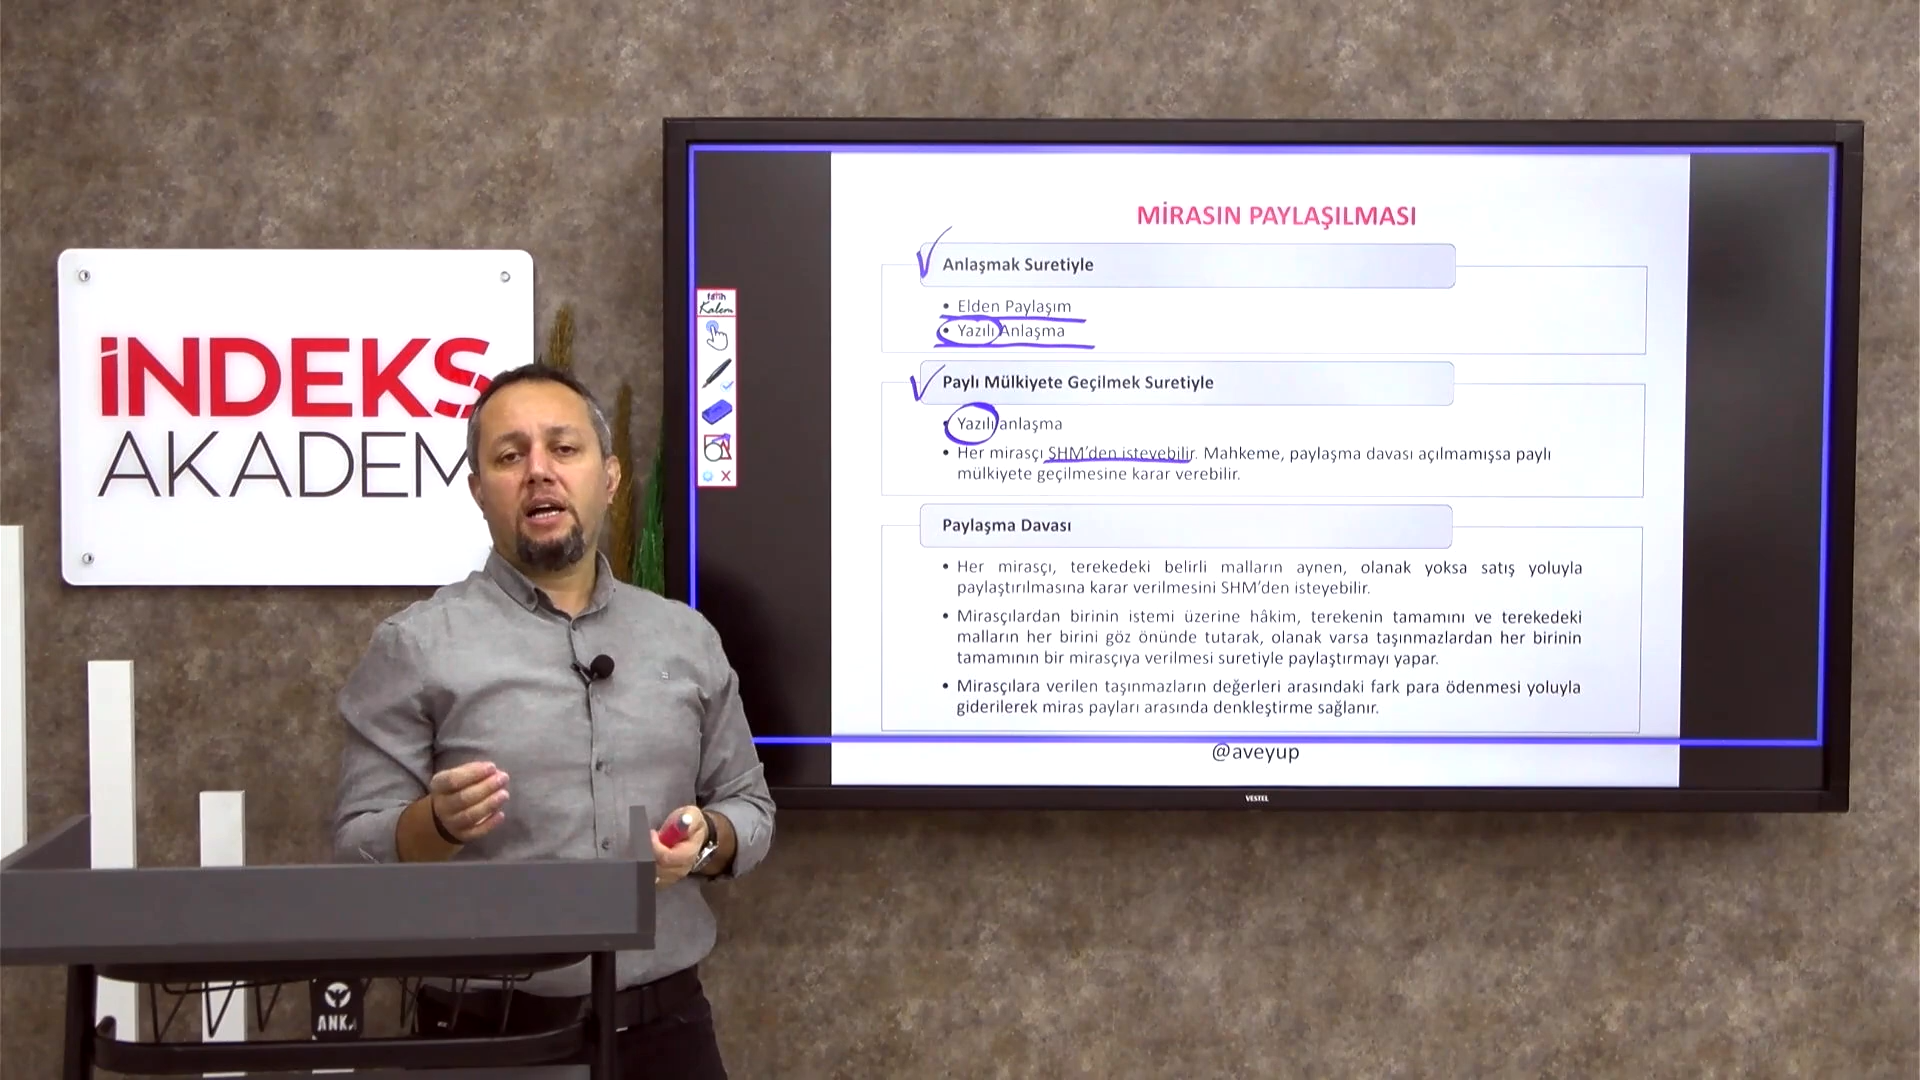 İNDEKS
AKADEM
fatih
Kalem
MİRASIN PAYLAŞILMASI
Anlaşmak Suretiyle
• Elden Paylaşım
• Yazılı Anlaşma
Paylı Mülkiyete Geçilmek Suretiyle
• Yazılı anlaşma
• Her mirasçı SHM'den isteyebilir. Mahkeme, paylaşma davası açılmamışsa paylı
mülkiyete geçilmesine karar verebilir.
Paylaşma Davası
• Her mirasçı, terekedeki belirli malların aynen, olanak yoksa satış yoluyla
paylaştırılmasına karar verilmesini SHM'den isteyebilir.
• Mirasçılardan birinin istemi üzerine hâkim, terekenin tamamını ve terekedeki
malların her birini göz önünde tutarak, olanak varsa taşınmazlardan her birinin
tamamının bir mirasçıya verilmesi suretiyle paylaştırmayı yapar.
• Mirasçılara verilen taşınmazların değerleri arasındaki fark para ödenmesi yoluyla
giderilerek miras payları arasında denkleştirme sağlanır.
@aveyup
VESTEL
ANKA